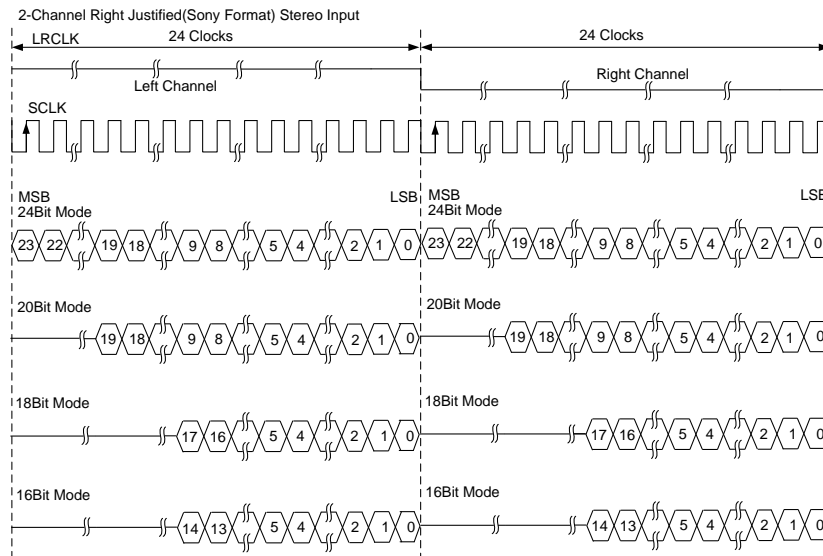 2-Channel Right Justified(Sony Format) Stereo Input
24 Clocks 24 Clocks
LRCLK
Left Channel Right Channel
SCLK
MSB LSB MSB LSB
24Bit Mode 24Bit Mode
23 22 19 18 9 8 5 4 2 1 0 23 22 19 18 9 8 5 4 2 1 0
20Bit Mode 20Bit Mode
19 18 9 8 5 4 2 1 0 19 18 9 8 5 4 2 1 0
18Bit Mode 18Bit Mode
17 16 5 4 2 1 0 17 16 5 4 2 1 0
16Bit Mode 16Bit Mode
14 13 5 4 2 1 0 14 13 5 4 2 1 0